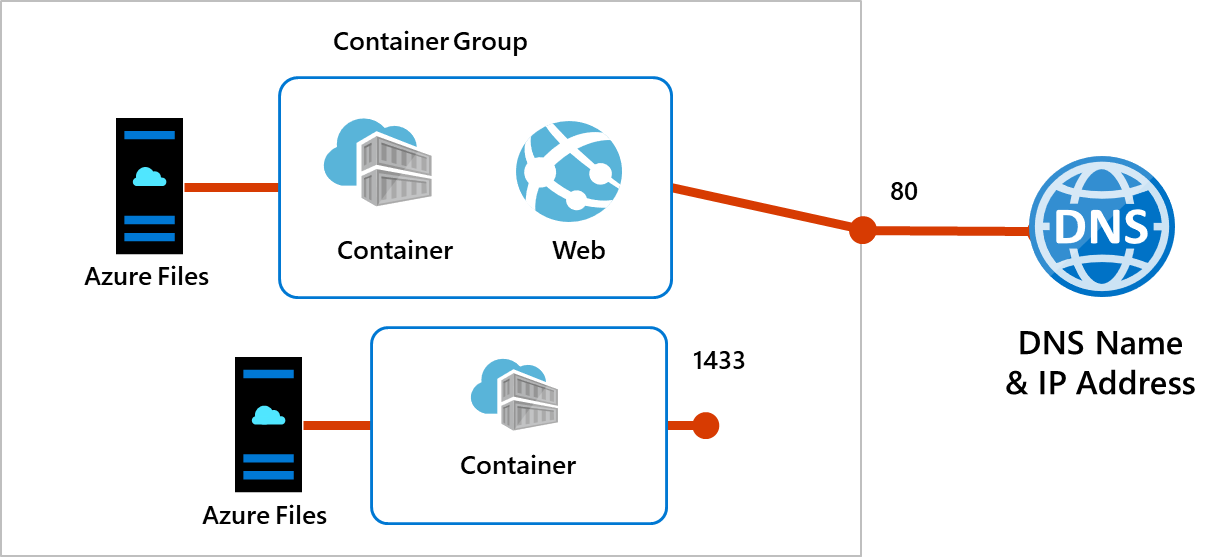 Container Group
Container
Web
Azure Files
80
DNS
DNS Name
& IP Address
1433
Container
Azure Files